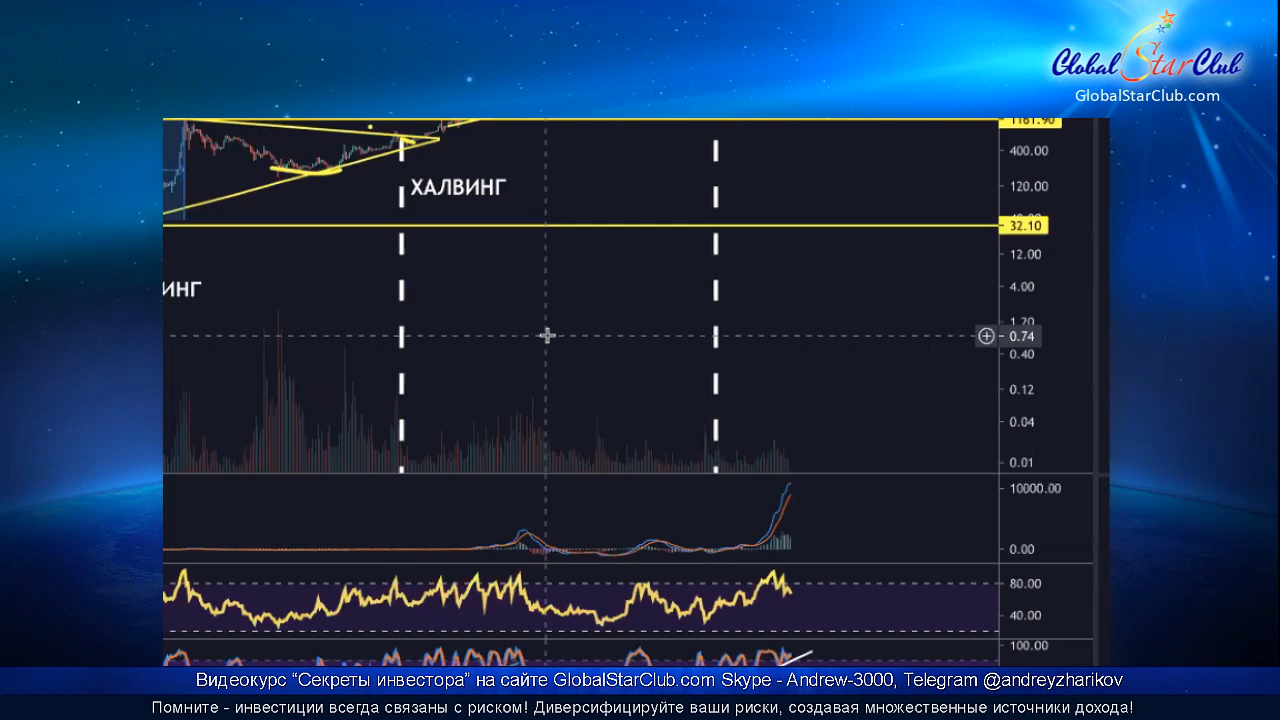 Global Star Club
GlobalStarClub.com
1161.90
400.00
ХАЛВИНГ
120.00
32.10
12.00
ИНГ
4.00
1.20
0.74
0.40
0.12
0.04
0.01
10000.00
0.00
80.00
40.00
100.00
Видеокурс “Секреты инвестора” на сайте GlobalStarClub.com Skype - Andrew-3000, Telegram @andreyzharikov
Помните - инвестиции всегда связаны с риском! Диверсифицируйте ваши риски, создавая множественные источники дохода!